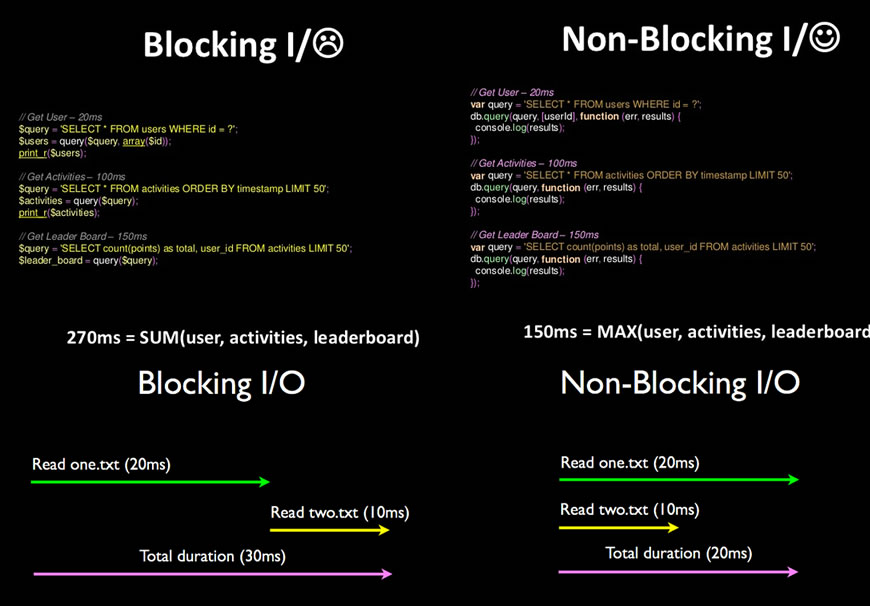 Blocking I/☹
// Get User – 20ms
$query = 'SELECT * FROM users WHERE id = ?';
$users = query($query, array($id));
print_r($users);
// Get Activities – 100ms
$query = 'SELECT * FROM activities ORDER BY timestamp LIMIT 50';
$activities = query($query);
print_r($activities);
// Get Leader Board – 150ms
$query = 'SELECT count(points) as total, user_id FROM activities LIMIT 50';
$leader_board = query($query);
270ms = SUM(user, activities, leaderboard)
Non-Blocking I/☺
// Get User – 20ms
var query = 'SELECT * FROM users WHERE id = ?';
db.query(query, [userId], function (err, results) {
console.log(results);
});
// Get Activities – 100ms
var query = 'SELECT * FROM activities ORDER BY timestamp LIMIT 50';
db.query(query, function (err, results) {
console.log(results);
});
// Get Leader Board – 150ms
var query = 'SELECT count(points) as total, user_id FROM activities LIMIT 50';
db.query(query, function (err, results) {
console.log(results);
});
150ms = MAX(user, activities, leaderboard
Blocking I/O
Read one.txt (20ms)
Read two.txt (10ms)
Total duration (30ms)
Non-Blocking I/O
Read one.txt (20ms)
Read two.txt (10ms)
Total duration (20ms)